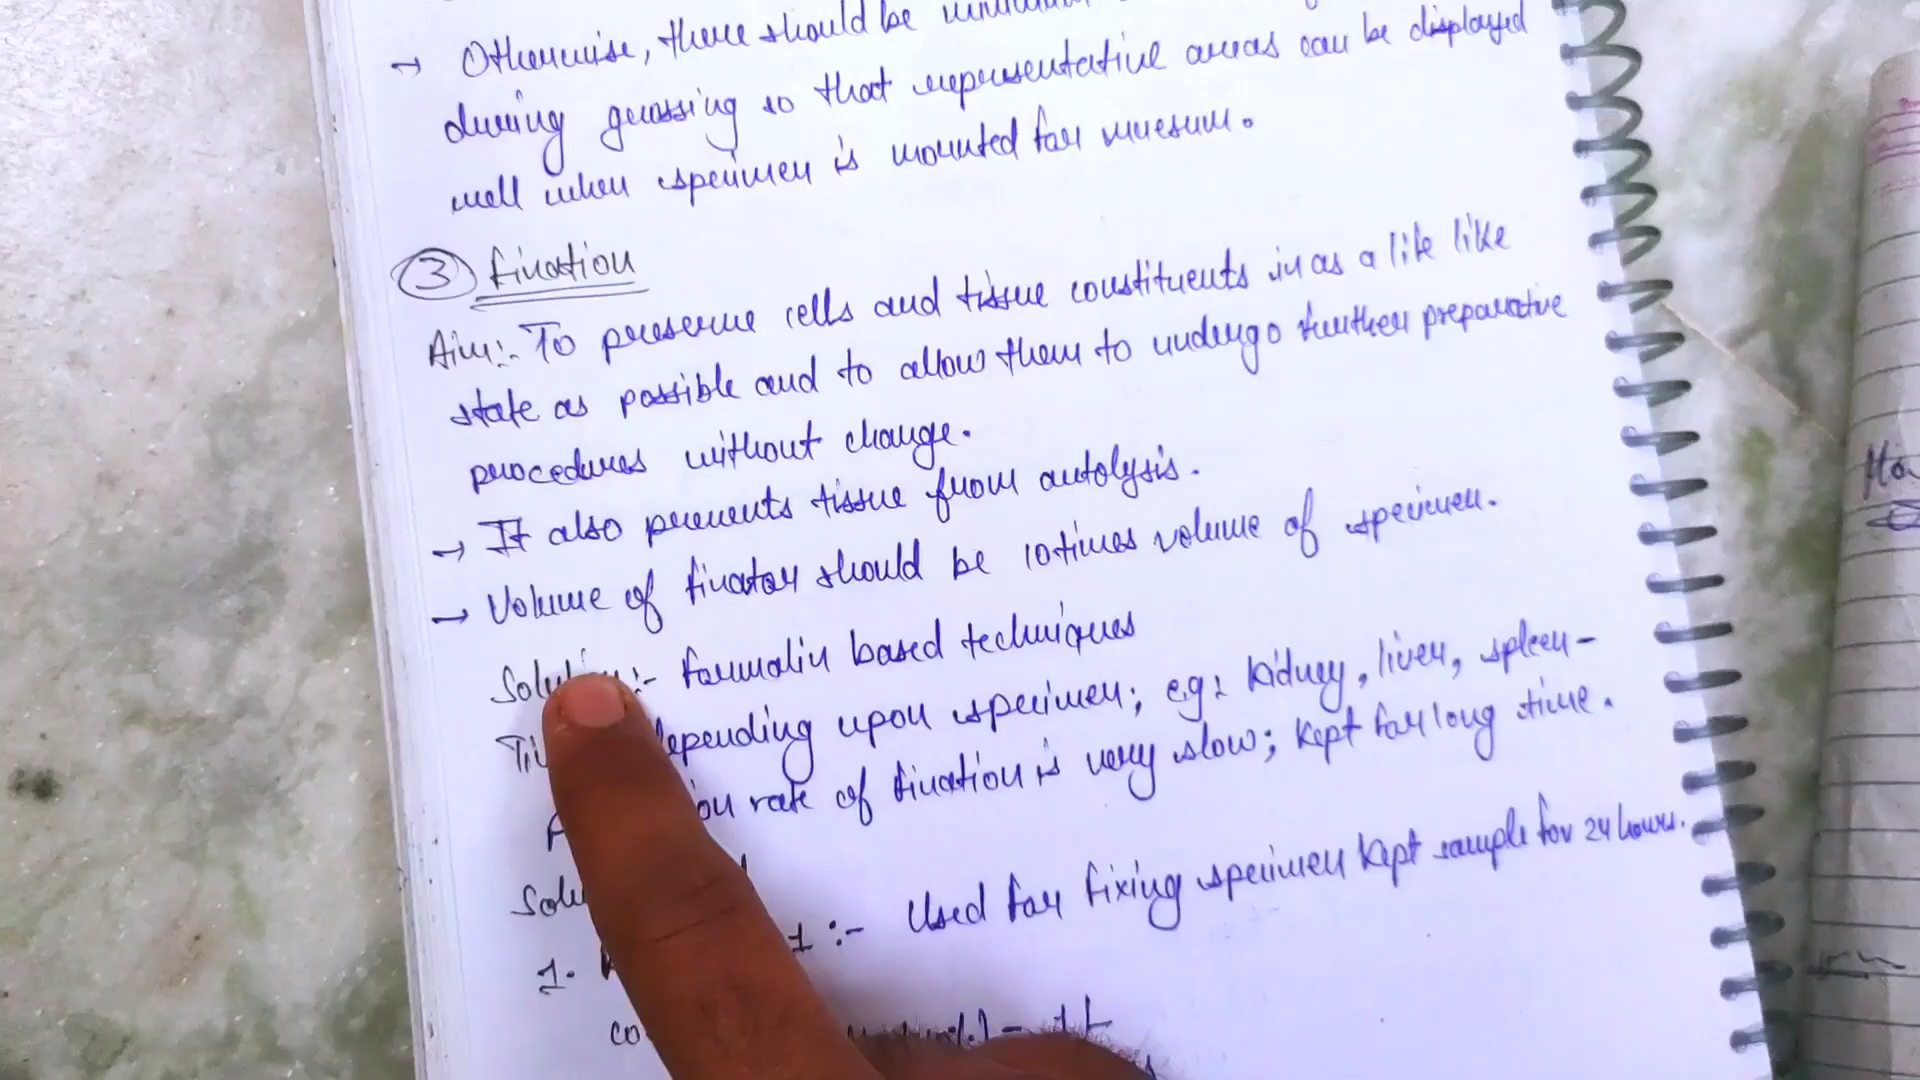 → Otherwise, there should be
during grossing so that representative areas can be displayed
well when specimen is mounted for museum.
③ Fixation
Aim:- To preserve cells and tissue constituents in as a life like
state as possible and to allow them to undergo further preparative
procedures without change.
→ It also prevents tissue from autolysis.
→ Volume of fixator should be 10 times volume of specimen.
:- formalin based techniques
depending upon specimen; eg: Kidney, liver, spleen-
rate of fixation is very slow; kept for long time.
1. 1 :- Used for fixing specimen kept sample for 24 hours.